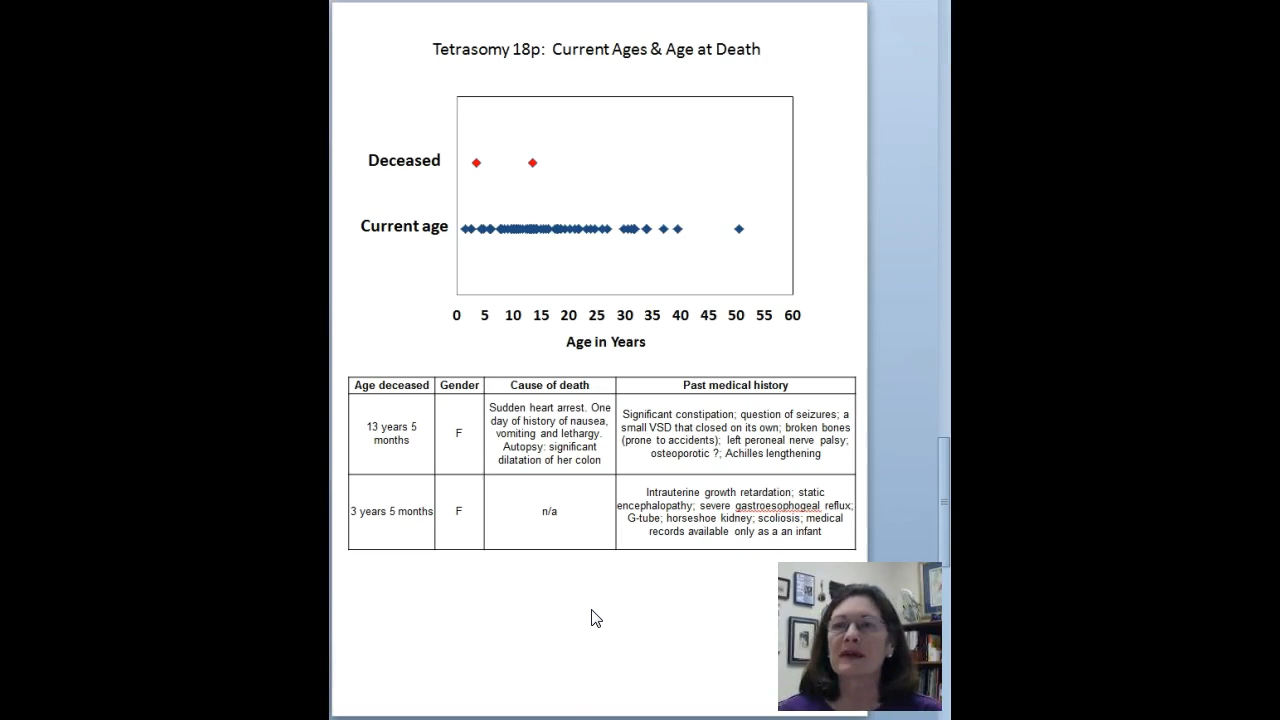 Tetrasomy 18p:  Current Ages & Age at Death
Deceased
Current age
0 5 10 15 20 25 30 35 40 45 50 55 60
Age in Years
Age deceased Gender Cause of death Past medical history
13 years 5
months
F
Sudden heart arrest. One
day of history of nausea,
vomiting and lethargy.
Autopsy: significant
dilatation of her colon
Significant constipation; question of seizures; a
small VSD that closed on its own; broken bones
(prone to accidents); left peroneal nerve palsy;
osteoporotic ?; Achilles lengthening
3 years 5 months
F
n/a
Intrauterine growth retardation; static
encephalopathy; severe gastroesophogeal reflux;
G-tube; horseshoe kidney; scoliosis; medical
records available only as a an infant